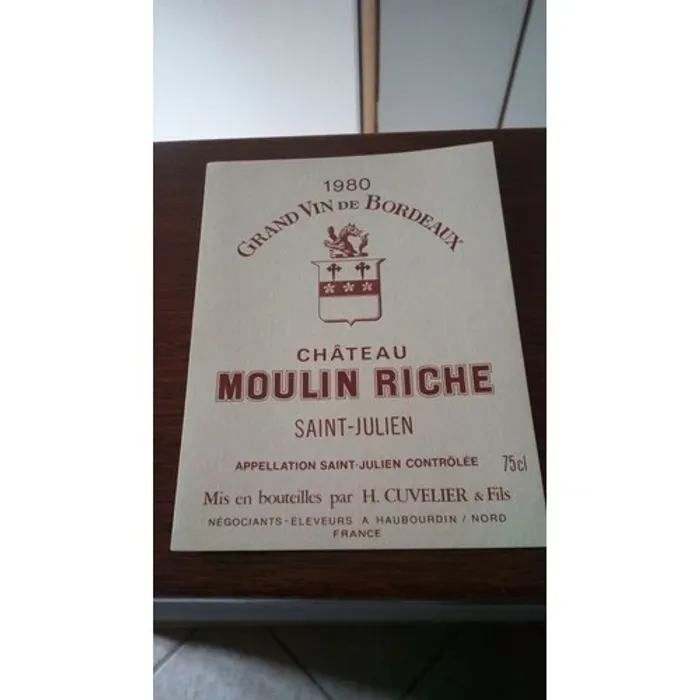 1980
GRAND VIN DE BORDEAUX
CHÂTEAU
MOULIN RICHE
SAINT-JULIEN
APPELLATION SAINT-JULIEN CONTRÔLÉE 75cl
Mis en bouteilles par H. CUVELIER & Fils
NÉGOCIANTS-ÉLEVEURS A HAUBOURDIN / NORD
FRANCE